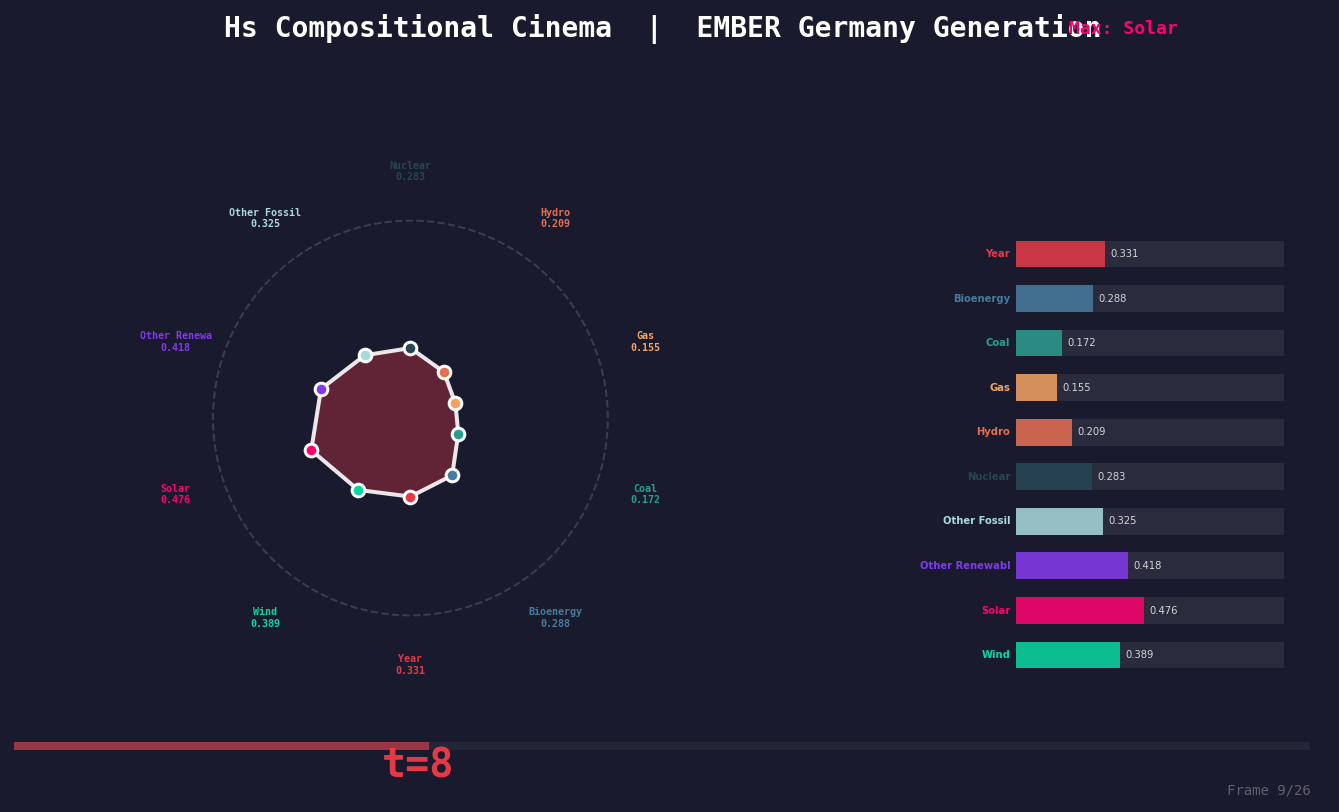 Hs Compositional Cinema | EMBER Germany Generation
Max: Solar
Nuclear
0.283
Other Fossil
0.325
Hydro
0.209
Other Renewa
0.418
Gas
0.155
Solar
0.476
Coal
0.172
Wind
0.389
Bioenergy
0.288
Year
0.331
Year 0.331
Bioenergy 0.288
Coal 0.172
Gas 0.155
Hydro 0.209
Nuclear 0.283
Other Fossil 0.325
Other Renewabl 0.418
Solar 0.476
Wind 0.389
t=8
Frame 9/26